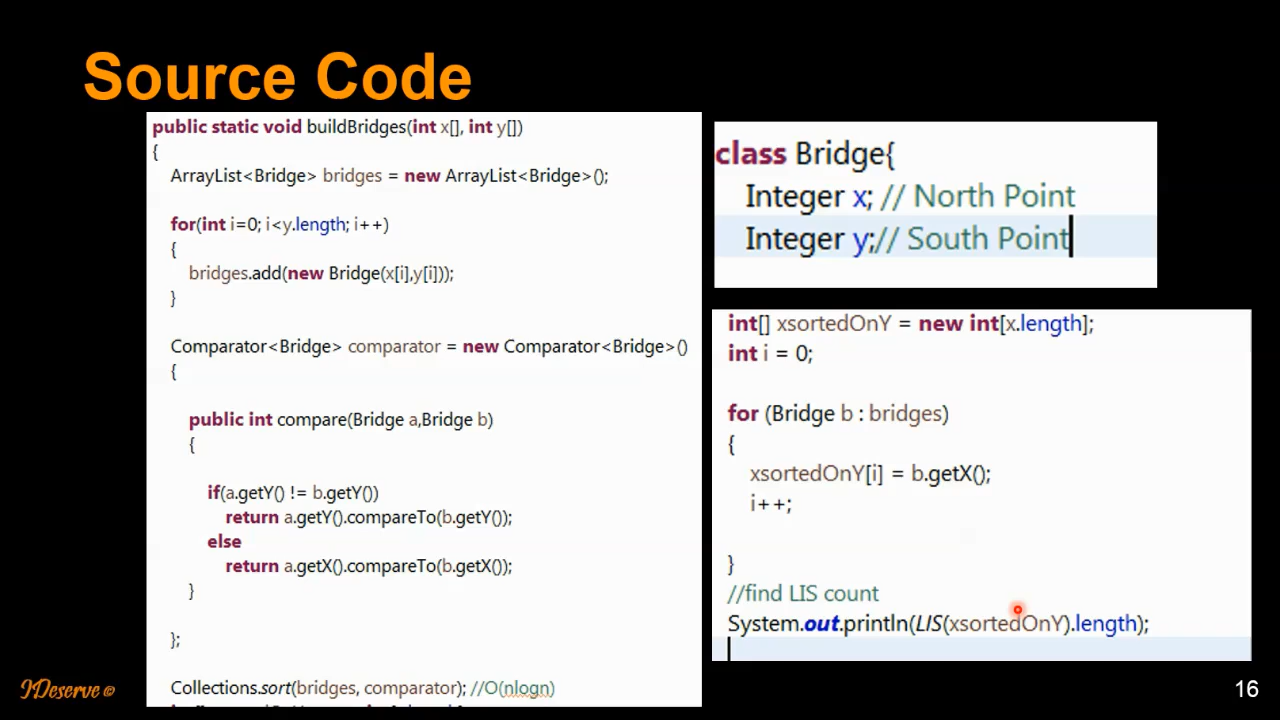 Source Code
public static void buildBridges(int x[], int y[])
{
ArrayList<Bridge> bridges = new ArrayList<Bridge>();
for(int i=0; i<y.length; i++)
{
bridges.add(new Bridge(x[i],y[i]));
}
Comparator<Bridge> comparator = new Comparator<Bridge>()
{
public int compare(Bridge a,Bridge b)
{
if(a.getY() != b.getY())
return a.getY().compareTo(b.getY());
else
return a.getX().compareTo(b.getX());
}
};
Collections.sort(bridges, comparator); //O(nlogn)
class Bridge{
Integer x; // North Point
Integer y;// South Point
int[] xsortedOnY = new int[x.length];
int i = 0;
for (Bridge b : bridges)
{
xsortedOnY[i] = b.getX();
i++;
}
//find LIS count
System.out.println(LIS(xsortedOnY).length);
IDeserve ©
16